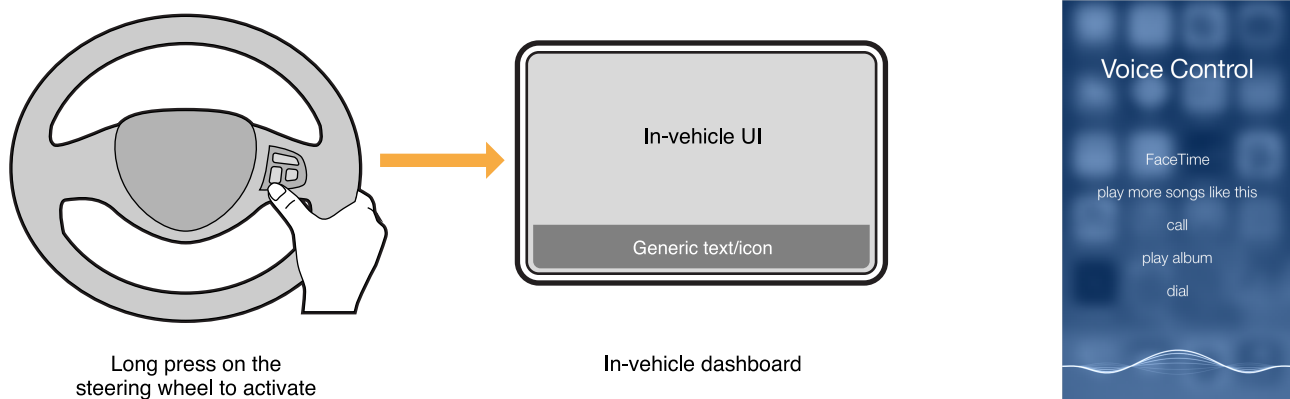 In-vehicle UI
Generic text/icon
Long press on the
steering wheel to activate
In-vehicle dashboard
Voice Control
FaceTime
play more songs like this
call
play album
dial